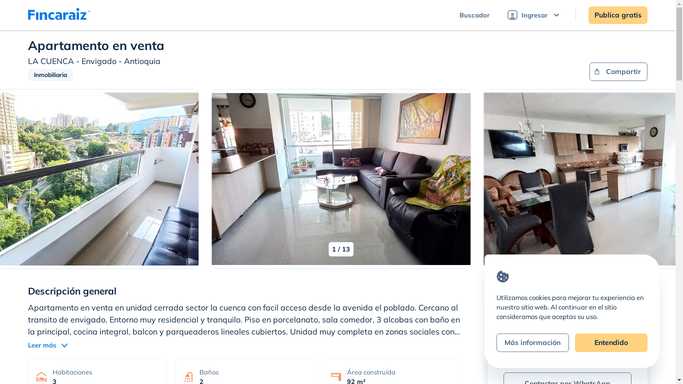 Fincaraiz
Buscador
Ingresar
Publica gratis
Apartamento en venta
LA CUENCA - Envigado - Antioquia
Inmobiliaria
Compartir
1 / 13
Descripción general
Apartamento en venta en unidad cerrada sector la cuenca con facil acceso desde la avenida el poblado. Cercano al
transito de envigado. Entorno muy residencial y tranquilo. Piso en porcelanato, sala comedor, 3 alcobas con baño en
la principal, cocina integral, balcon y parqueaderos lineales cubiertos. Unidad muy completa en zonas sociales con...
Leer más
Habitaciones
3
Baños
2
Área construida
92 m²
Utilizamos cookies para mejorar tu experiencia en
nuestro sitio web. Al continuar en el sitio
consideramos que aceptas su uso.
Más información
Entendido
Contactar por WhatsApp